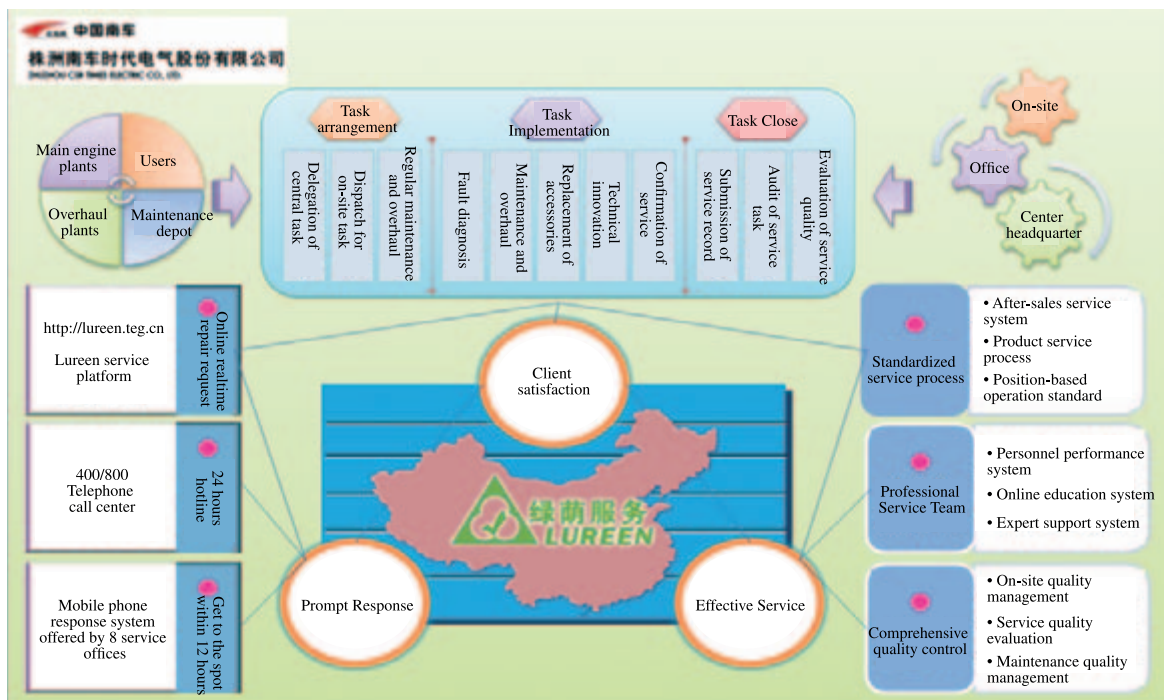 中国南车
株洲南车时代电气股份有限公司
ZHUZHOU CSR TIMES ELECTRIC CO., LTD.
Main engine
plants
Users
Overhaul
plants
Maintenance
depot
Task
arrangement
Delegation of
central task
Dispatch for
on-site task
Regular maintenance
and overhaul
Task
Implementation
Fault diagnosis
Maintenance and
overhaul
Replacement of
accessories
Technical
innovation
Confirmation of
service
Task Close
Submission of
service record
Audit of service
task
Evaluation of service
quality
On-site
Office
Center
headquarter
http://lureen.teg.cn
Lureen service
platform
Online realtime
repair request
400/800
Telephone
call center
24 hours
hotline
Mobile phone
response system
offered by 8 service
offices
Get to the spot
within 12 hours
Client
satisfaction
绿荫服务
LUREEN
Prompt Response
Effective Service
Standardized
service process
• After-sales service
system
• Product service
process
• Position-based
operation standard
Professional
Service Team
• Personnel performance
system
• Online education system
• Expert support system
Comprehensive
quality control
• On-site quality
management
• Service quality
evaluation
• Maintenance quality
management